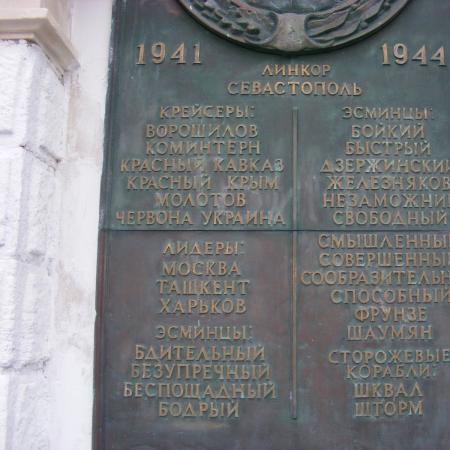 1941 1944
ЛИНКОР
СЕВАСТОПОЛЬ
КРЕЙСЕРЫ:
ВОРОШИЛОВ
КОМИНТЕРН
КРАСНЫЙ КАВКАЗ
КРАСНЫЙ КРЫМ
МОЛОТОВ
ЧЕРВОНА УКРАИНА
ЛИДЕРЫ:
МОСКВА
ТАШКЕНТ
ХАРЬКОВ
ЭСМИНЦЫ:
БДИТЕЛЬНЫЙ
БЕЗУПРЕЧНЫЙ
БЕСПОЩАДНЫЙ
БОДРЫЙ
ЭСМИНЦЫ:
БОЙКИЙ
БЫСТРЫЙ
ДЗЕРЖИНСКИЙ
ЖЕЛЕЗНЯКОВ
НЕЗАМОЖНИК
СВОБОДНЫЙ
СМЫШЛЕННЫЙ
СОВЕРШЕННЫЙ
СООБРАЗИТЕЛЬН
СПОСОБНЫЙ
ФРУНЗЕ
ШАУМЯН
СТОРОЖЕВЫЕ
КОРАБЛИ:
ШКВАЛ
ШТОРМ